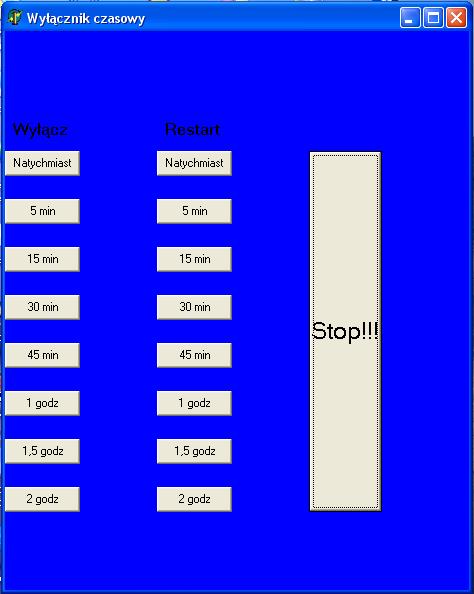 Wyłącznik czasowy
Wyłącz Restart
Natychmiast Natychmiast
5 min 5 min
15 min 15 min
30 min 30 min
Stop!!!
45 min 45 min
1 godz 1 godz
1,5 godz 1,5 godz
2 godz 2 godz